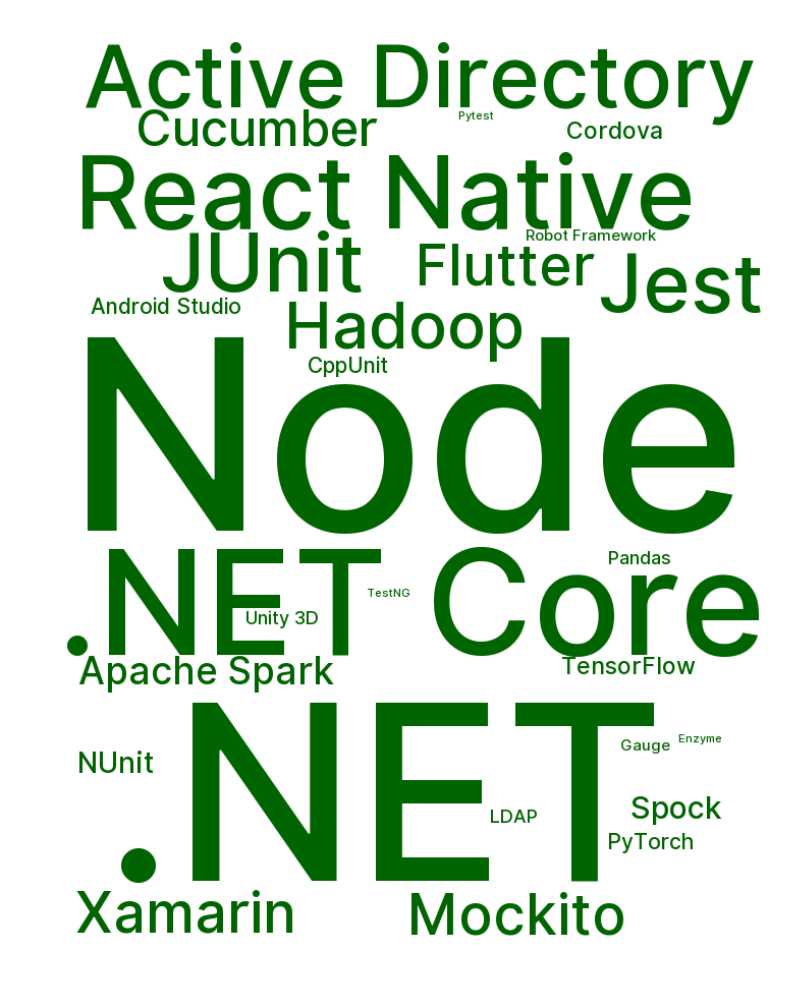 Active Directory
Cucumber
Pytest
Cordova
React Native
Robot Framework
JUnit
Flutter
Jest
Android Studio
Hadoop
CppUnit
Node
.NET Core
Pandas
TestNG
Unity 3D
Apache Spark
TensorFlow
.NET
Gauge
Enzyme
NUnit
LDAP
Spock
PyTorch
Xamarin
Mockito